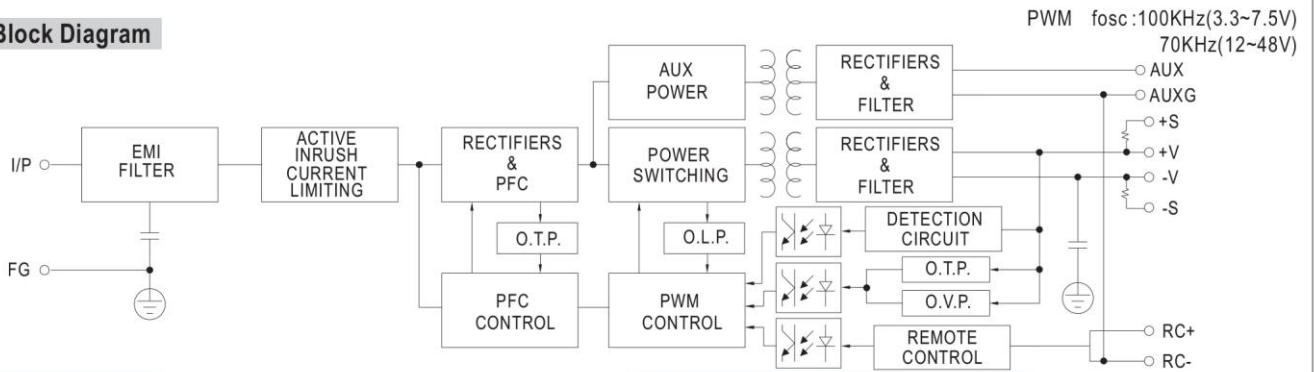 Block Diagram
PWM fosc:100KHz(3.3~7.5V)
70KHz(12~48V)
I/P
EMI
FILTER
ACTIVE
INRUSH
CURRENT
LIMITING
RECTIFIERS
&
PFC
AUX
POWER
RECTIFIERS
&
FILTER
AUX
AUXG
POWER
SWITCHING
RECTIFIERS
&
FILTER
+S
+V
-V
-S
FG
O.T.P.
O.L.P.
DETECTION
CIRCUIT
O.T.P.
O.V.P.
PFC
CONTROL
PWM
CONTROL
REMOTE
CONTROL
RC+
RC-